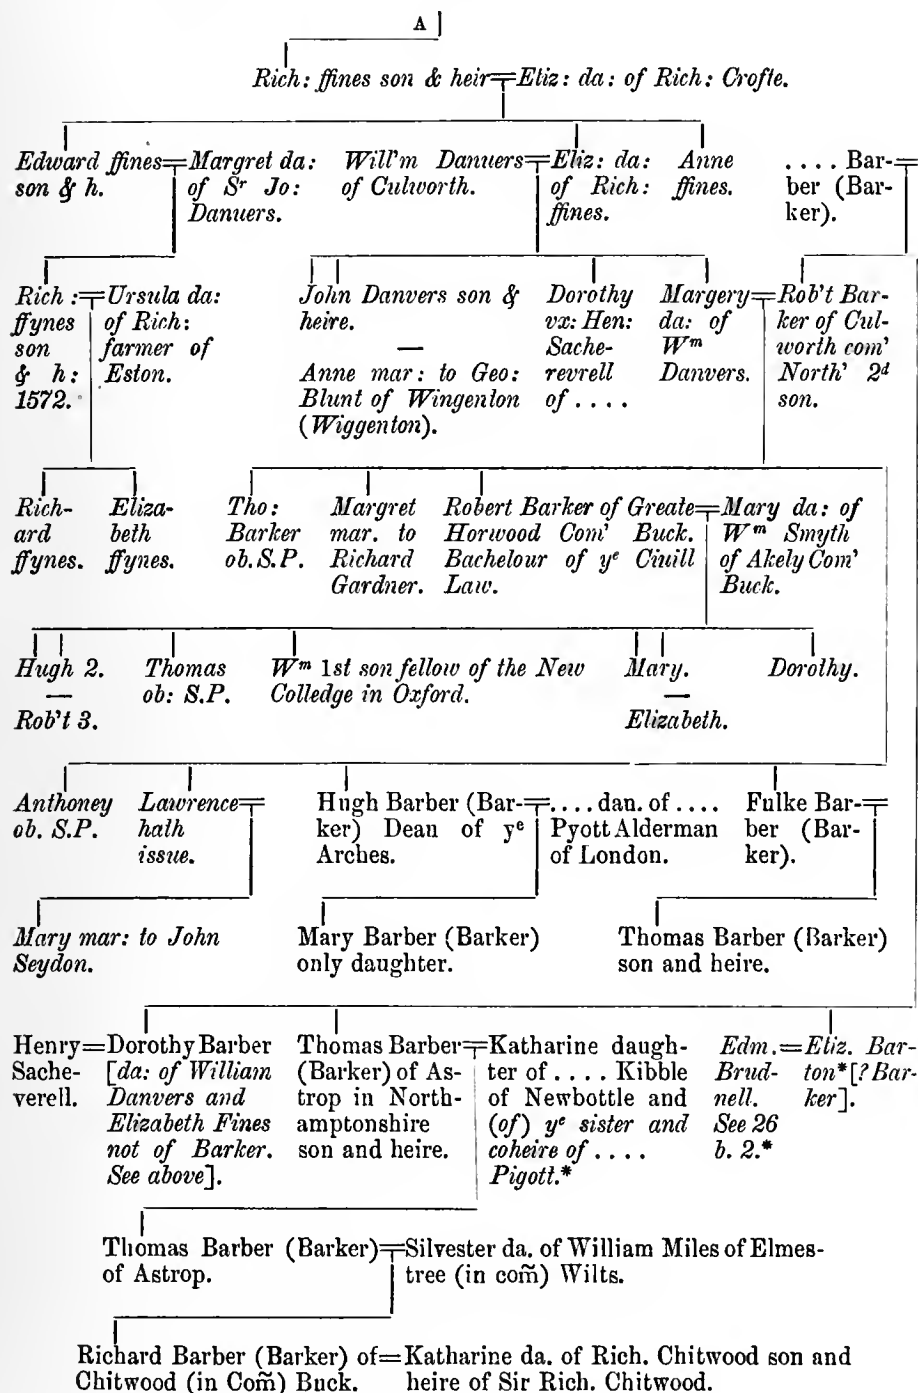 A
Rich: ffines son & heir=Eliz: da: of Rich: Crofte.
Edward ffines=Margret da:
son & h. of Sr Jo:
Danuers.
Will'm Danuers=Eliz: da:
of Culworth. of Rich:
ffines.
Anne
ffines.
.... Bar-=
ber (Bar-
ker).
Rich:=Ursula da:
ffynes of Rich:
son farmer of
& h: Eston.
1572.
John Danvers son &
heire.
—
Anne mar: to Geo:
Blunt of Wingenton
(Wiggenton).
Dorothy
vx: Hen:
Sache-
revrell
of ....
Margery=Rob't Bar-
da: of ker of Cul-
Wm worth com'
Danvers. North' 2d
son.
Rich-
ard
ffynes.
Eliza-
beth
ffynes.
Tho:
Barker
ob. S.P.
Margret
mar. to
Richard
Gardner.
Robert Barker of Greate=Mary da: of
Horwood Com' Buck. Wm Smyth
Bachelour of ye Ciuill of Akely Com'
Law. Buck.
Hugh 2.
—
Rob't 3.
Thomas
ob: S.P.
Wm 1st son fellow of the New
Colledge in Oxford.
Mary.
—
Elizabeth.
Dorothy.
Anthoney
ob. S.P.
Lawrence=
hath
issue.
Hugh Barber (Bar-=.... dan. of ....
ker) Dean of ye Pyott Alderman
Arches. of London.
Fulke Bar-=
ber (Bar-
ker).
Mary mar: to John
Seydon.
Mary Barber (Barker)
only daughter.
Thomas Barber (Barker)
son and heire.
Henry=Dorothy Barber
Sache- [da: of William
verell. Danvers and
Elizabeth Fines
not of Barker.
See above].
Thomas Barber=Katharine daugh-
(Barker) of As- ter of .... Kibble
trop in North- of Newbottle and
amptonshire (of) ye sister and
son and heire. coheire of ....
Pigott.*
Edm.=Eliz. Bar-
Brud- ton* [? Bar-
nell. ker].
See 26
b. 2.*
Thomas Barber (Barker)=Silvester da. of William Miles of Elmes-
of Astrop. tree (in com̃) Wilts.
Richard Barber (Barker) of=Katharine da. of Rich. Chitwood son and
Chitwood (in Com̃) Buck. heire of Sir Rich. Chitwood.